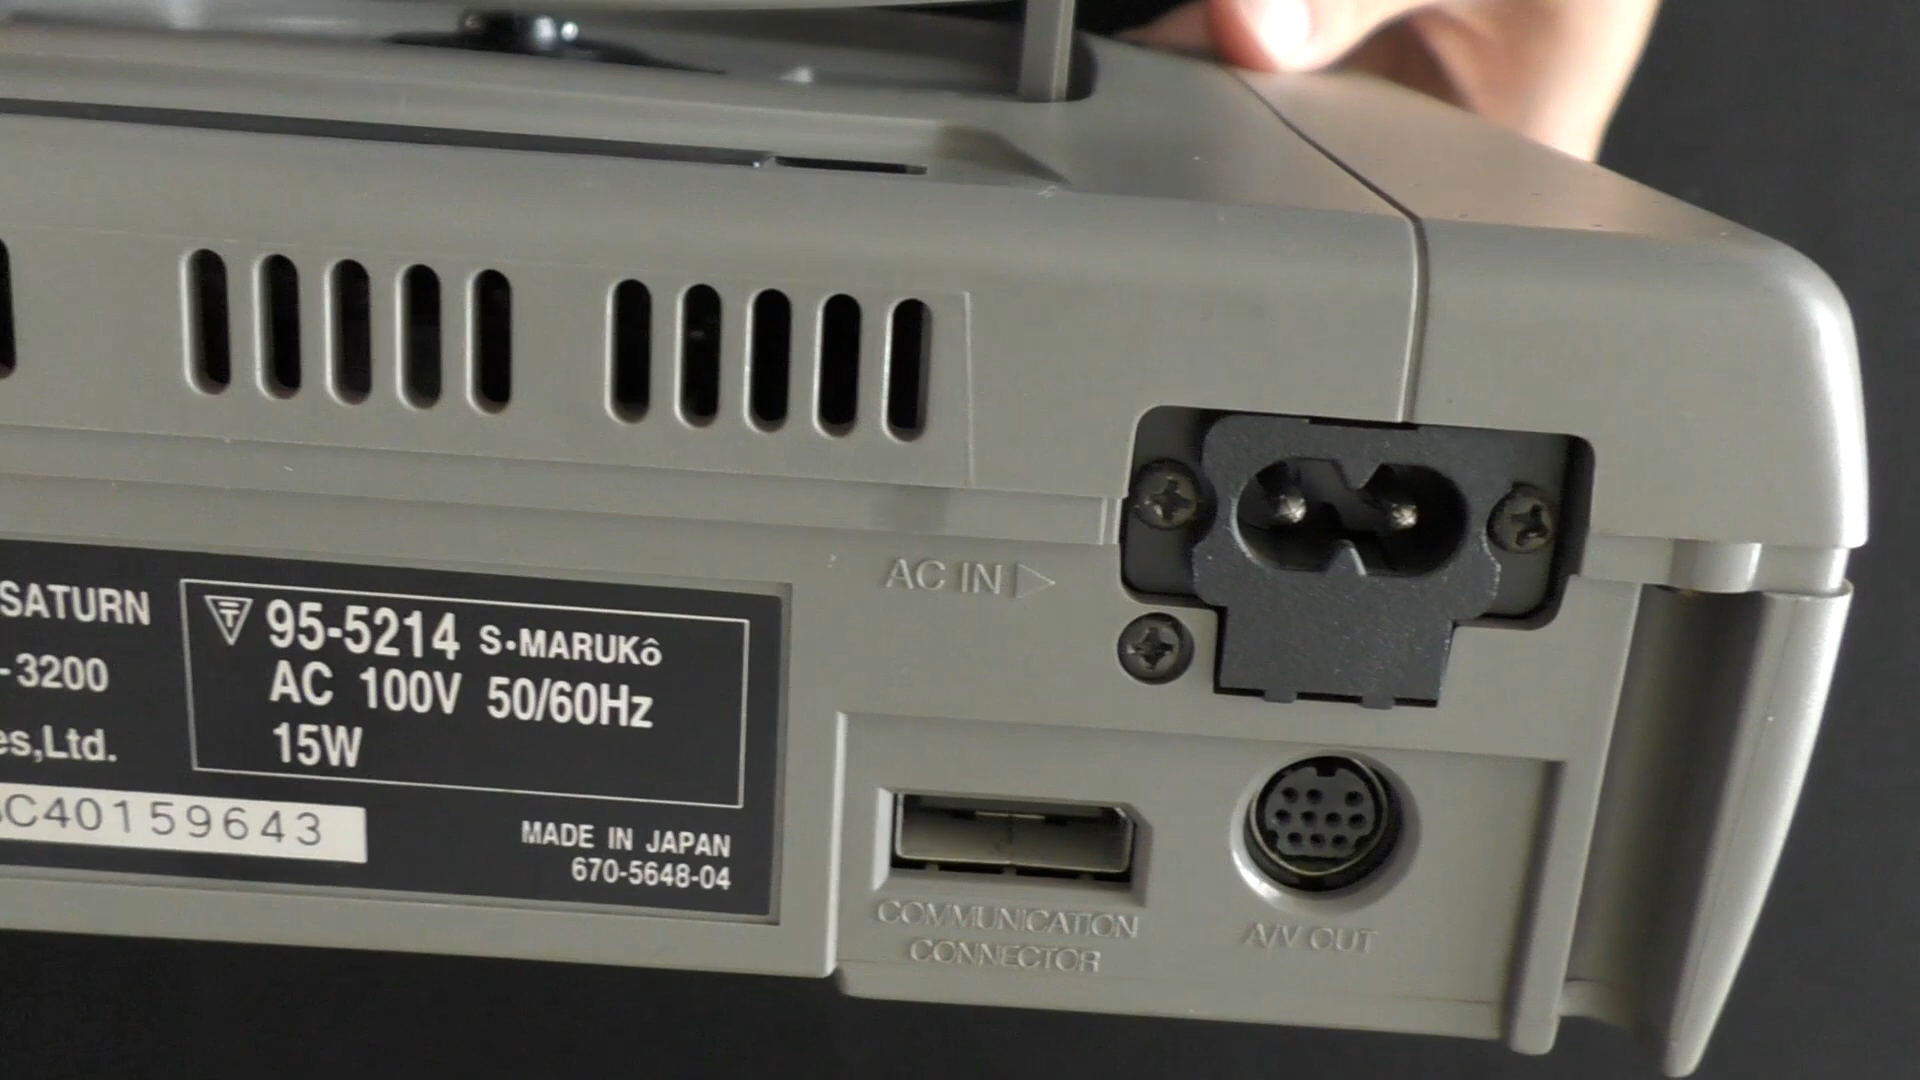 SATURN
-3200
es,Ltd.
C40159643
T 95-5214 S•MARUKô
AC 100V 50/60Hz
15W
MADE IN JAPAN
670-5648-04
AC IN
COMMUNICATION
CONNECTOR
A/V OUT